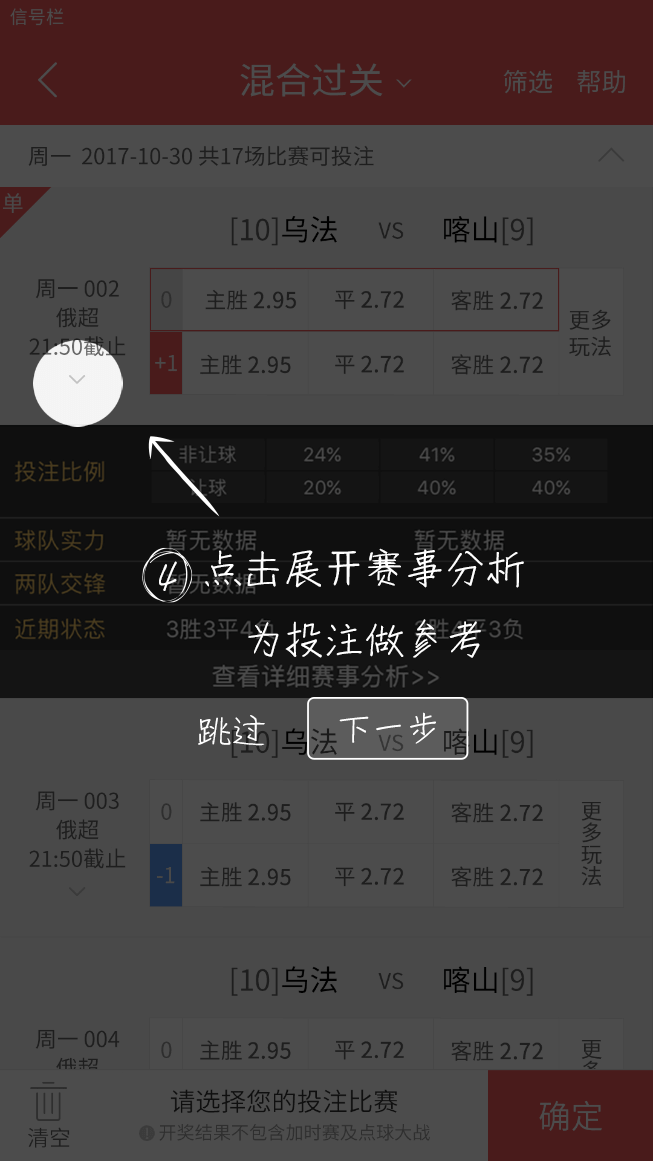 信号栏
混合过关 筛选 帮助
周一 2017-10-30 共17场比赛可投注
单
[10]乌法 VS 喀山[9]
周一 002
俄超
21:50截止
0 主胜 2.95 平 2.72 客胜 2.72
+1 主胜 2.95 平 2.72 客胜 2.72
更多
玩法
投注比例
非让球 24% 41% 35%
让球 20% 40% 40%
球队实力 暂无数据 暂无数据
两队交锋 暂无数据
近期状态 3胜3平4负 3胜4平3负
④点击展开赛事分析
为投注做参考
查看详细赛事分析>>
跳过 下一步
[10]乌法 VS 喀山[9]
周一 003
俄超
21:50截止
0 主胜 2.95 平 2.72 客胜 2.72
-1 主胜 2.95 平 2.72 客胜 2.72
更
多
玩
法
[10]乌法 VS 喀山[9]
周一 004
俄超
0 主胜 2.95 平 2.72 客胜 2.72
更
多
清空
请选择您的投注比赛
开奖结果不包含加时赛及点球大战
确定